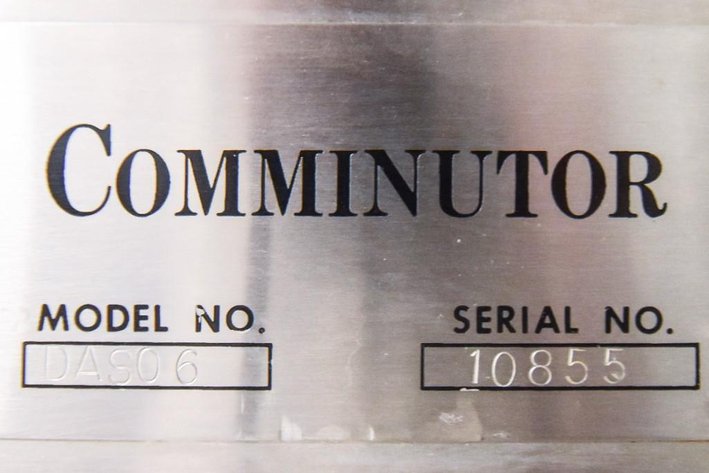 COMMINUTOR
MODEL NO. SERIAL NO.
DAS06 10855